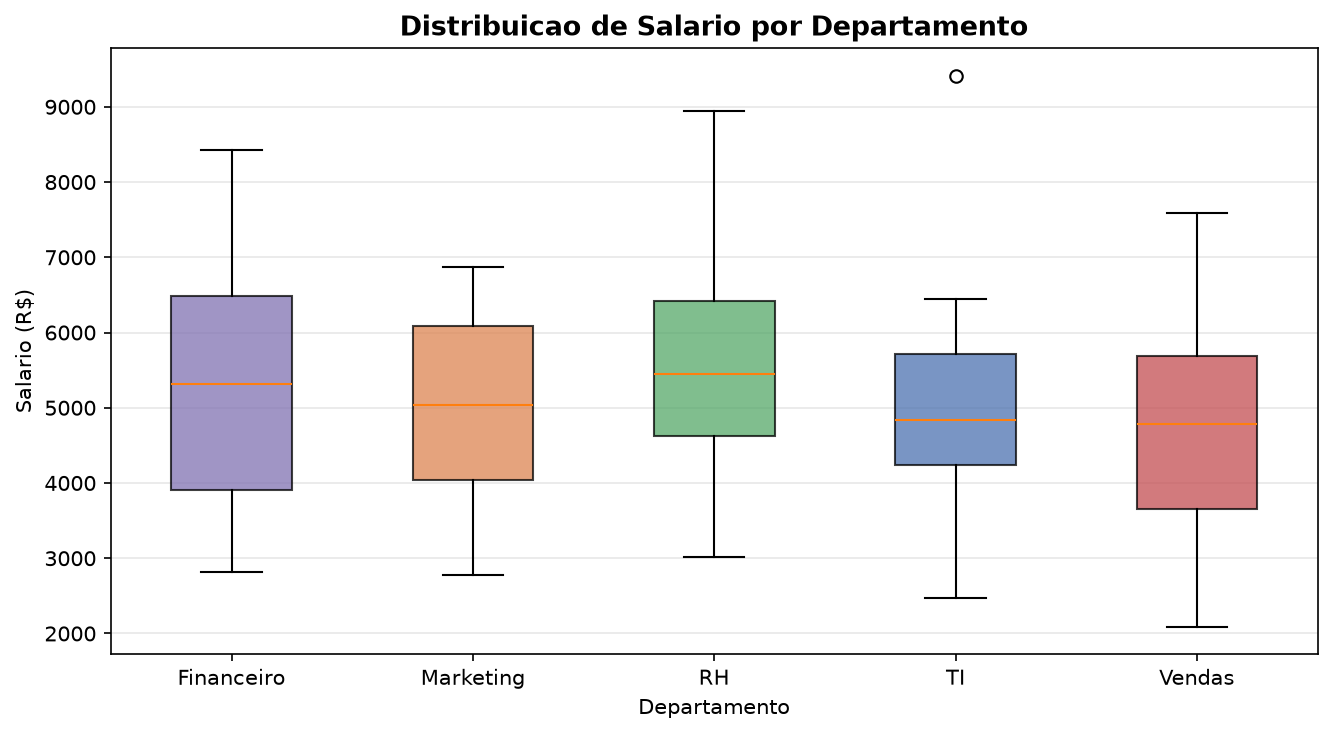 Distribuicao de Salario por Departamento
Salario (R$)
9000
8000
7000
6000
5000
4000
3000
2000
Financeiro Marketing RH TI Vendas
Departamento